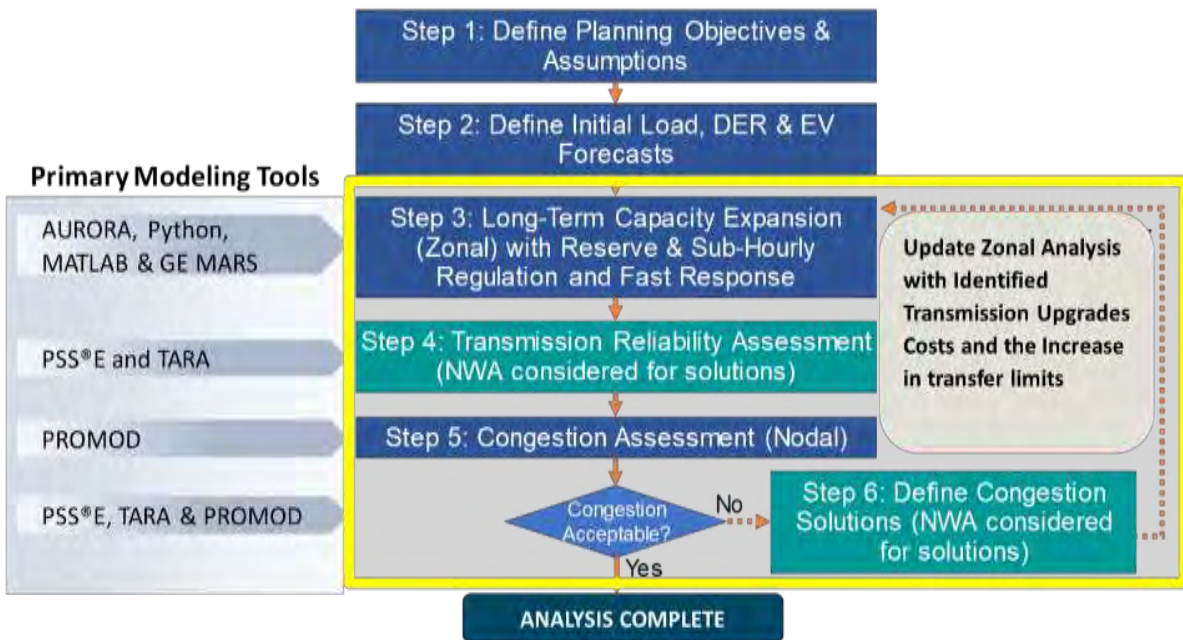 Step 1: Define Planning Objectives &
Assumptions
Step 2: Define Initial Load, DER & EV
Forecasts
Primary Modeling Tools
AURORA, Python,
MATLAB & GE MARS
PSS®E and TARA
PROMOD
PSS®E, TARA & PROMOD
Step 3: Long-Term Capacity Expansion
(Zonal) with Reserve & Sub-Hourly
Regulation and Fast Response
Step 4: Transmission Reliability Assessment
(NWA considered for solutions)
Step 5: Congestion Assessment (Nodal)
Congestion
Acceptable?
No
Yes
Step 6: Define Congestion
Solutions (NWA considered
for solutions)
Update Zonal Analysis
with Identified
Transmission Upgrades
Costs and the Increase
in transfer limits
ANALYSIS COMPLETE